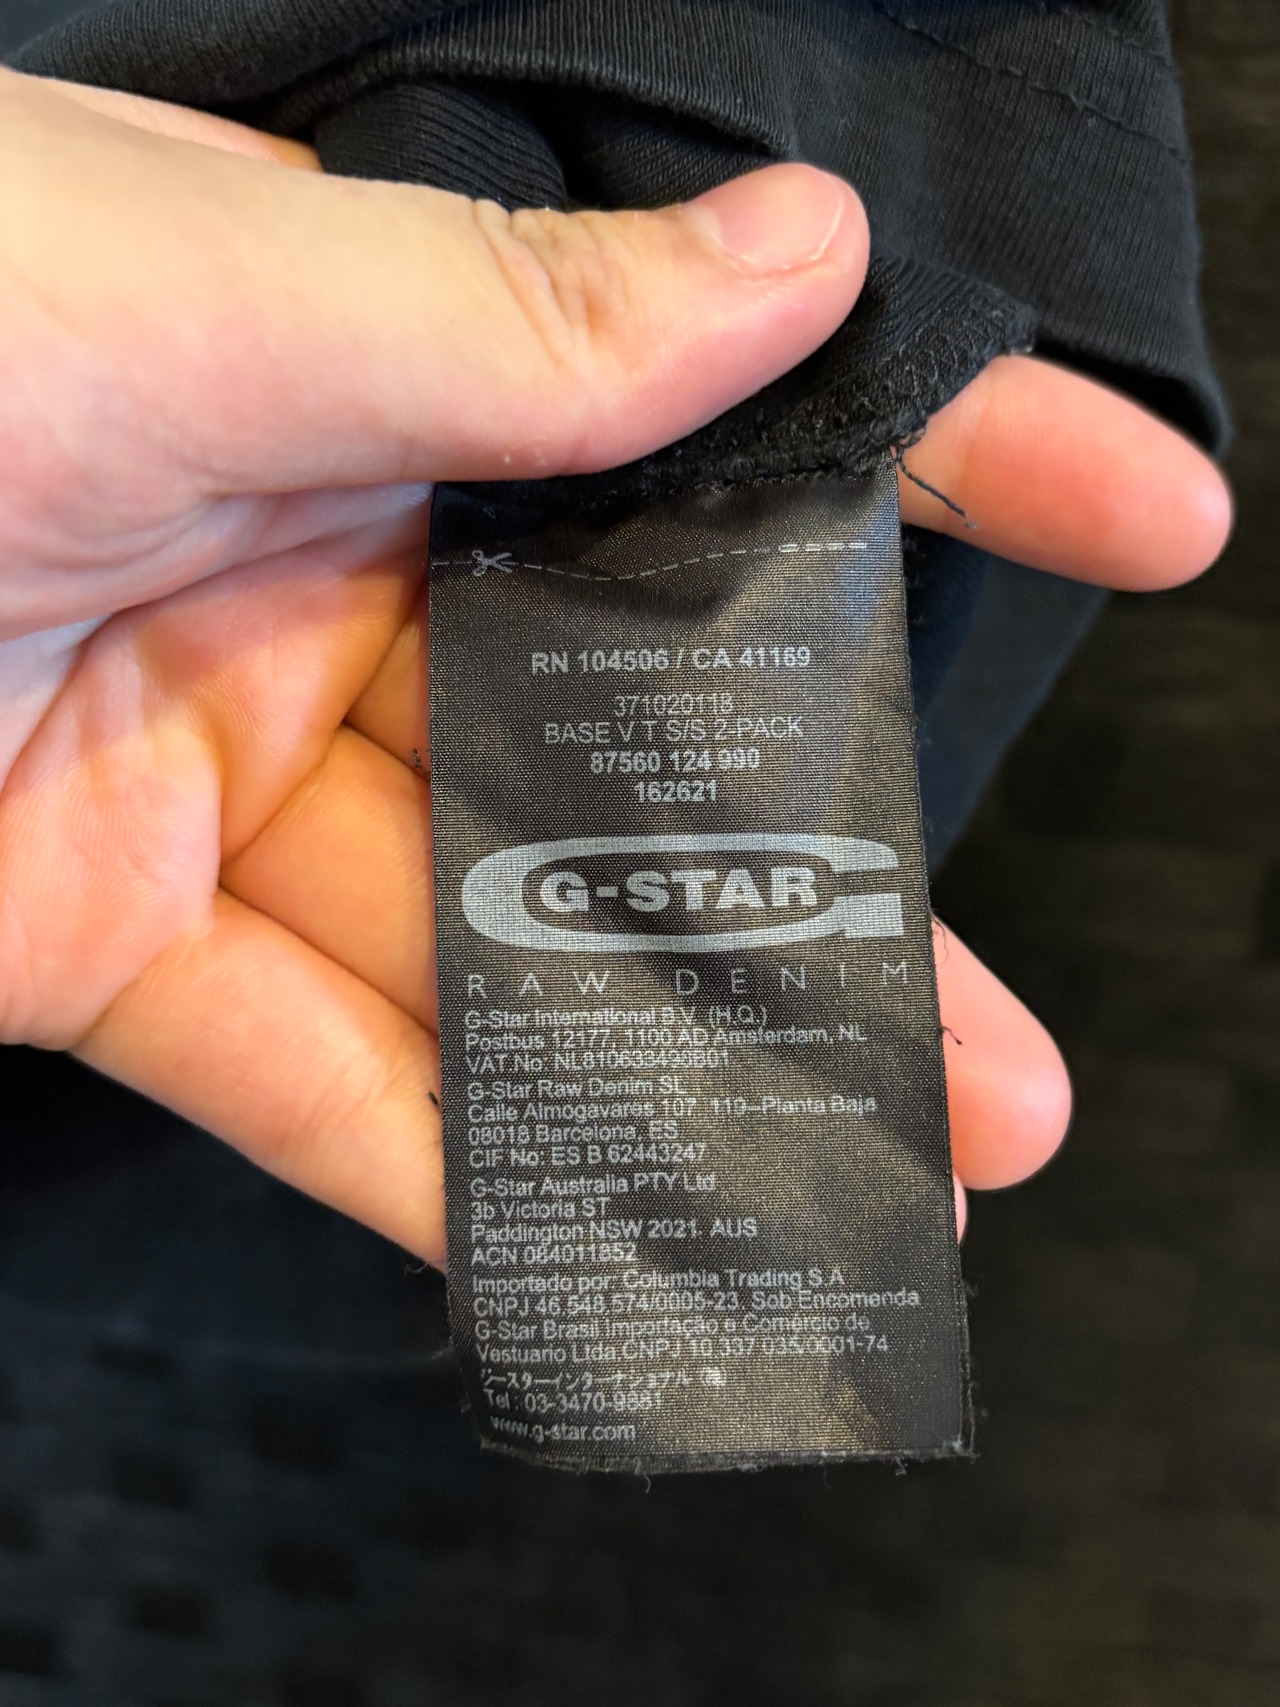 RN 104506 / CA 41169
371020118
BASE V T S/S 2-PACK
87560 124 990
162621
G-STAR
RAW DENIM
G-Star International B.V. (H.Q.)
Postbus 12177, 1100 AD Amsterdam, NL
VAT No: NL010639499B01
G-Star Raw Denim SL
Calle Almogavares 107 119-Planta Baja
08018 Barcelona, ES
CIF No: ES B 62443247
G-Star Australia PTY Ltd
3b Victoria ST
Paddington NSW 2021. AUS
ACN 084011852
Importado por: Columbia Trading S.A
CNPJ 46.548.574/0005-23, Sob Encomenda
G-Star Brasil Importação e Comércio de
Vestuario Ltda CNPJ 10.337.035/0001-74
ジースターインターナショナル
Tel : 03-3470-9881
www.g-star.com